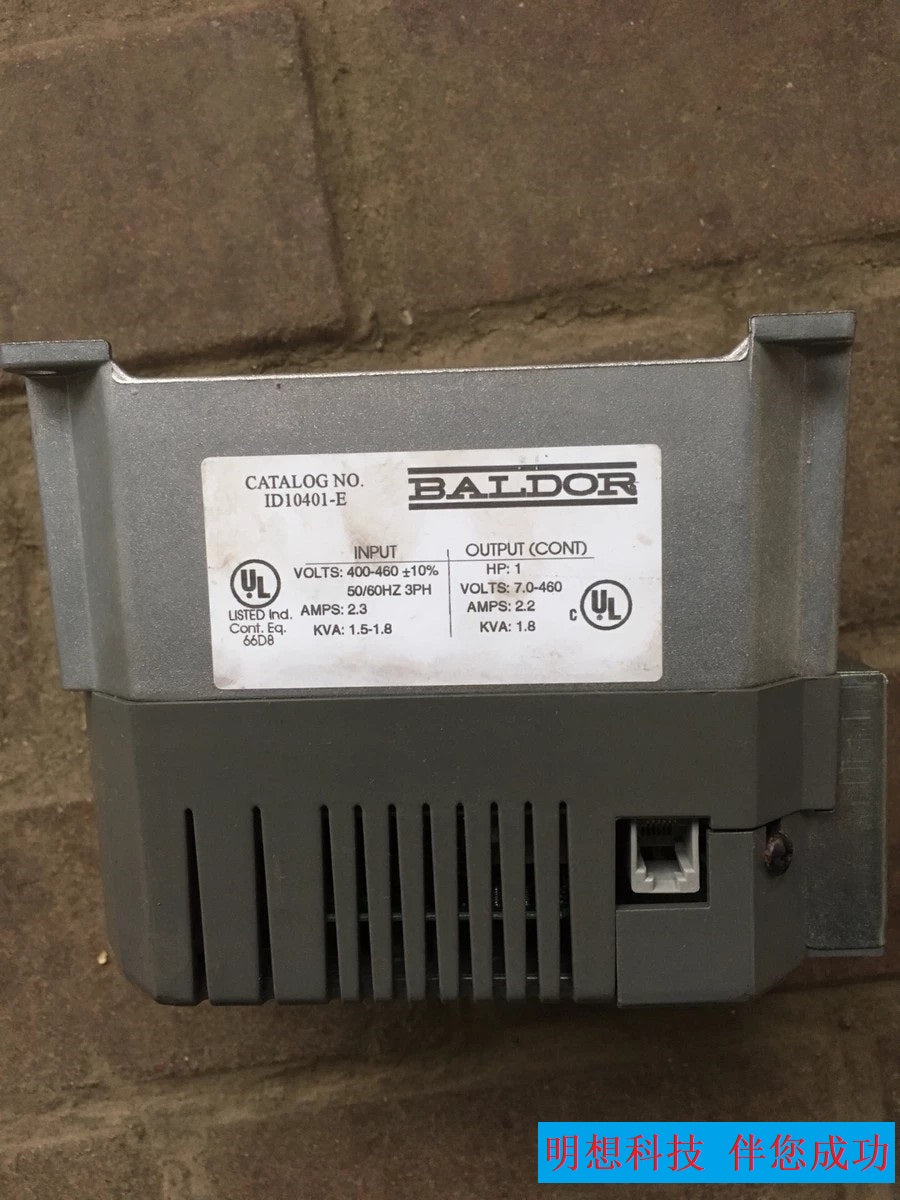 CATALOG NO.
ID10401-E
BALDOR
INPUT
VOLTS: 400-460 ±10%
50/60HZ 3PH
AMPS: 2.3
KVA: 1.5-1.8
OUTPUT (CONT)
HP: 1
VOLTS: 7.0-460
AMPS: 2.2
KVA: 1.8
UL
LISTED Ind.
Cont. Eq.
66D8
c UL
明想科技 伴您成功